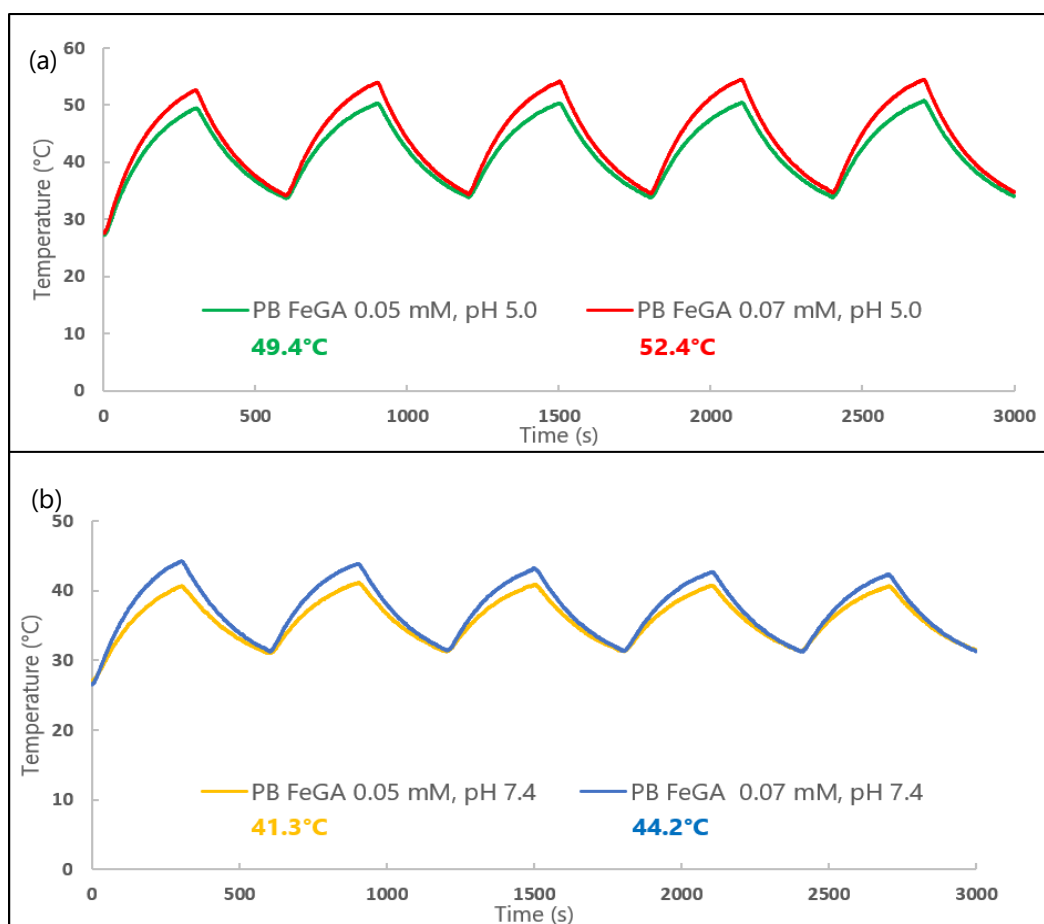 (a)
60
50
40
30
20
10
0
Temperature (°C)
PB FeGA 0.05 mM, pH 5.0 PB FeGA 0.07 mM, pH 5.0
49.4°C 52.4°C
0 500 1000 1500 2000 2500 3000
Time (s)
(b)
50
40
30
20
10
0
Temperature (°C)
PB FeGA 0.05 mM, pH 7.4 PB FeGA 0.07 mM, pH 7.4
41.3°C 44.2°C
0 500 1000 1500 2000 2500 3000
Time (s)